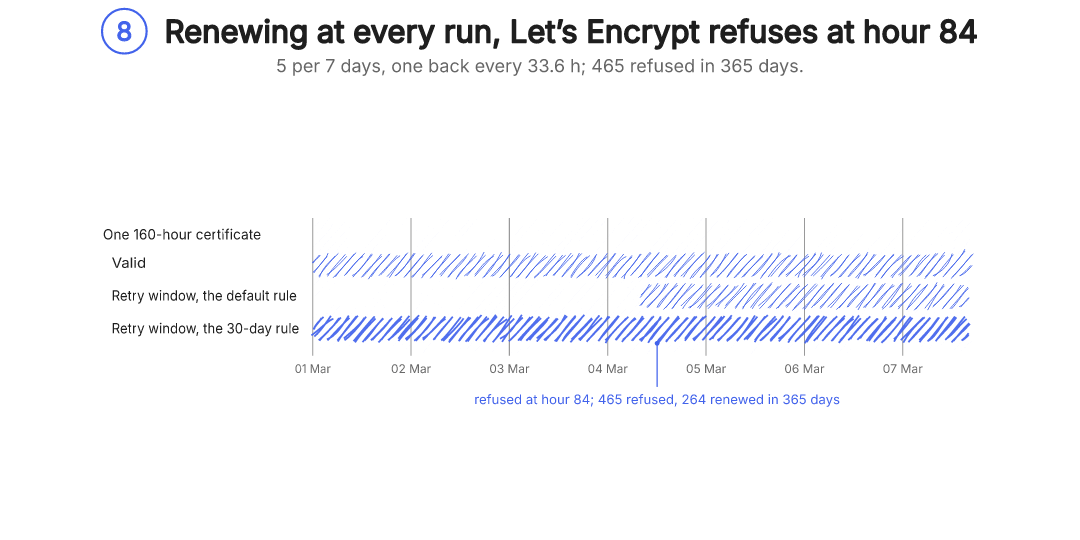 8 Renewing at every run, Let’s Encrypt refuses at hour 84
5 per 7 days, one back every 33.6 h; 465 refused in 365 days.
One 160-hour certificate
Valid
Retry window, the default rule
Retry window, the 30-day rule
01 Mar 02 Mar 03 Mar 04 Mar 05 Mar 06 Mar 07 Mar
refused at hour 84; 465 refused, 264 renewed in 365 days